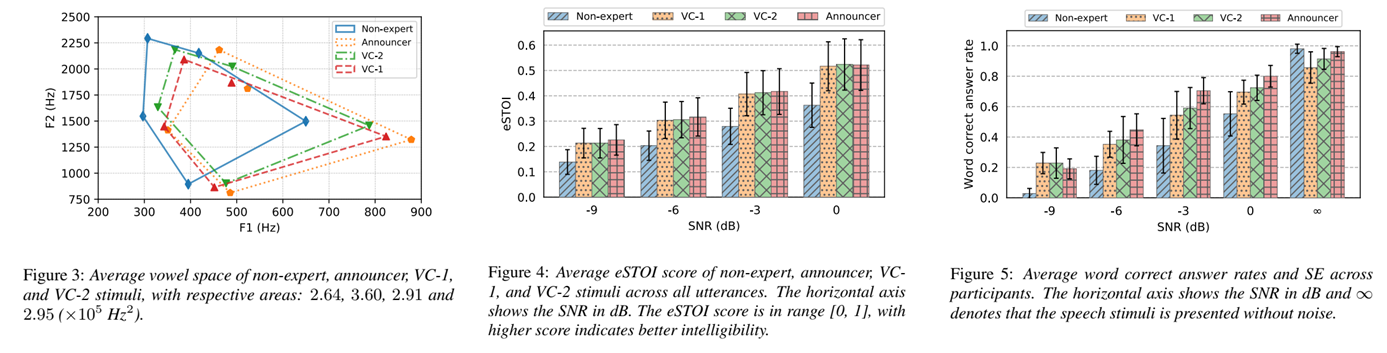 2500
2250
2000
1750
1500
1250
1000
750
F2 (Hz)
200 300 400 500 600 700 800 900
F1 (Hz)
Non-expert
Announcer
VC-2
VC-1
Figure 3: Average vowel space of non-expert, announcer, VC-1,
and VC-2 stimuli, with respective areas: 2.64, 3.60, 2.91 and
2.95 (×10⁵ Hz²).
Non-expert VC-1 VC-2 Announcer
0.6
0.5
0.4
0.3
0.2
0.1
0.0
eSTOI
-9 -6 -3 0
SNR (dB)
Figure 4: Average eSTOI score of non-expert, announcer, VC-
1, and VC-2 stimuli across all utterances. The horizontal axis
shows the SNR in dB. The eSTOI score is in range [0, 1], with
higher score indicates better intelligibility.
Non-expert VC-1 VC-2 Announcer
1.0
0.8
0.6
0.4
0.2
0.0
Word correct answer rate
-9 -6 -3 0 ∞
SNR (dB)
Figure 5: Average word correct answer rates and SE across
participants. The horizontal axis shows the SNR in dB and ∞
denotes that the speech stimuli is presented without noise.